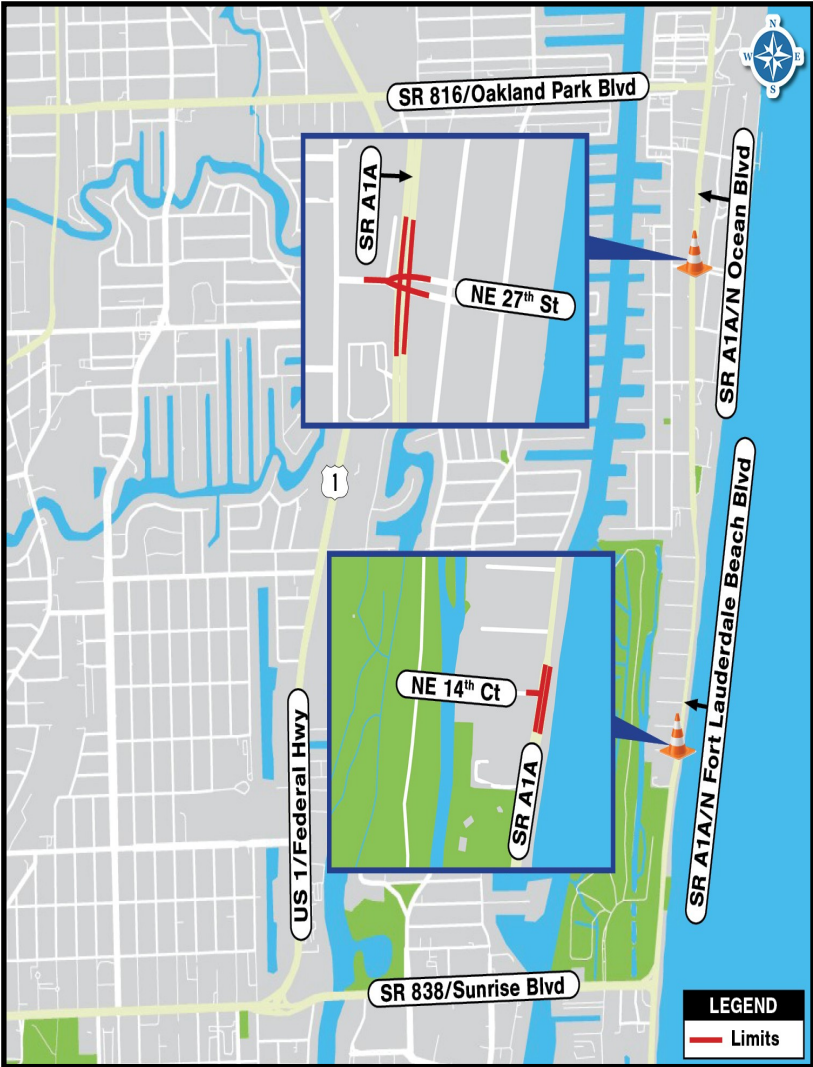 N
W E
S
SR 816/Oakland Park Blvd
SR A1A
NE 27th St
SR A1A/N Ocean Blvd
1
NE 14th Ct
SR A1A
SR A1A/N Fort Lauderdale Beach Blvd
US 1/Federal Hwy
SR 838/Sunrise Blvd
LEGEND
Limits